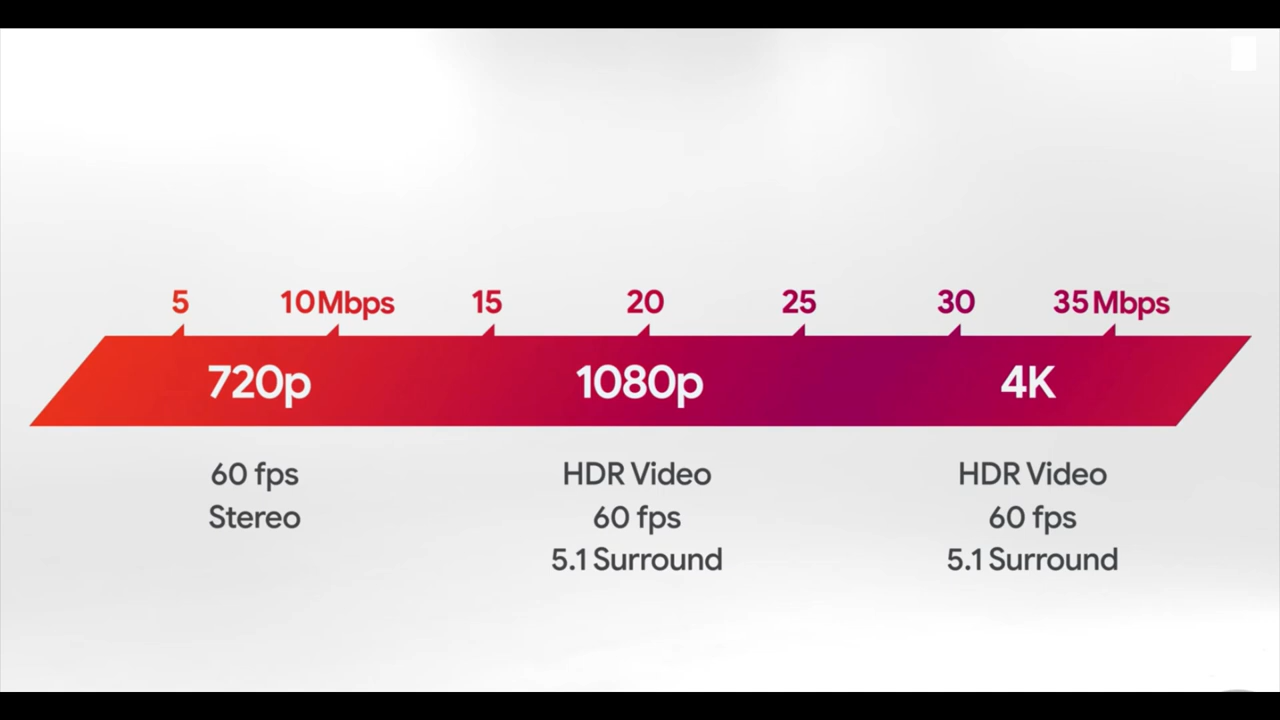 5 10 Mbps 15 20 25 30 35 Mbps
720p 1080p 4K
60 fps HDR Video HDR Video
Stereo 60 fps 60 fps
5.1 Surround 5.1 Surround